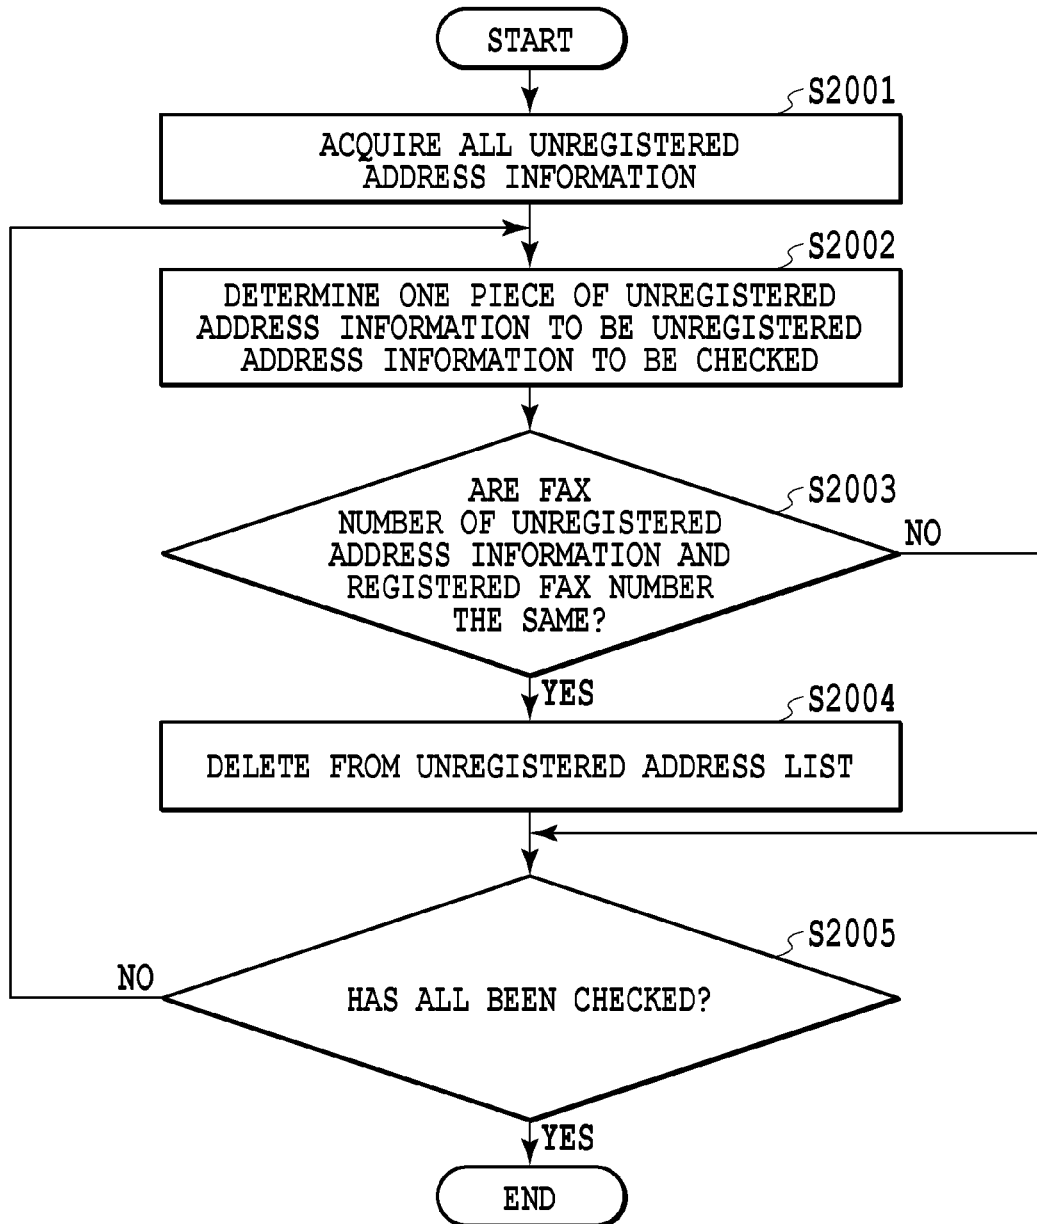 START
S2001
ACQUIRE ALL UNREGISTERED
ADDRESS INFORMATION
S2002
DETERMINE ONE PIECE OF UNREGISTERED
ADDRESS INFORMATION TO BE UNREGISTERED
ADDRESS INFORMATION TO BE CHECKED
S2003
ARE FAX
NUMBER OF UNREGISTERED
ADDRESS INFORMATION AND
REGISTERED FAX NUMBER
THE SAME?
NO
YES
S2004
DELETE FROM UNREGISTERED ADDRESS LIST
S2005
HAS ALL BEEN CHECKED?
NO
YES
END